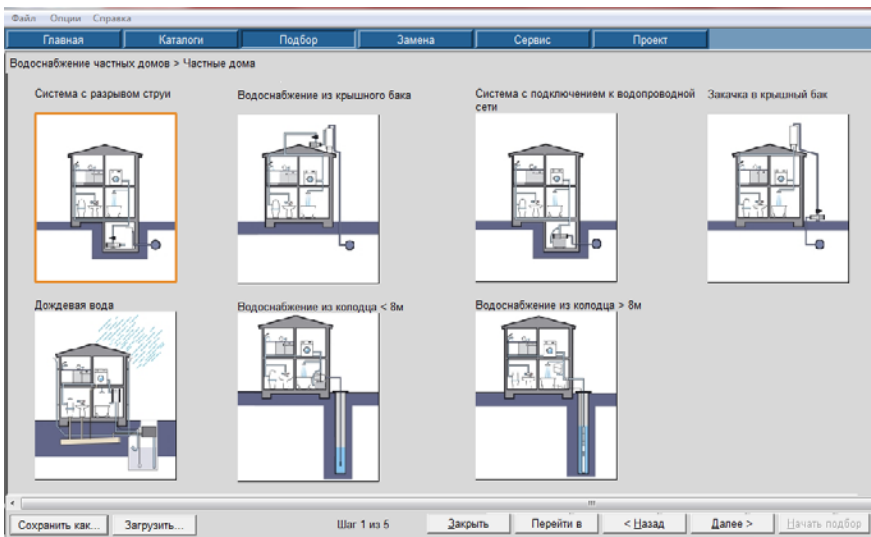 Файл Опции Справка
Главная Каталоги Подбор Замена Сервис Проект
Водоснабжение частных домов > Частные дома
Система с разрывом струи
Водоснабжение из крышного бака
Система с подключением к водопроводной
сети
Закачка в крышный бак
Дождевая вода
Водоснабжение из колодца < 8м
Водоснабжение из колодца > 8м
Сохранить как... Загрузить... Шаг 1 из 5 Закрыть Перейти в < Назад Далее > Начать подбор